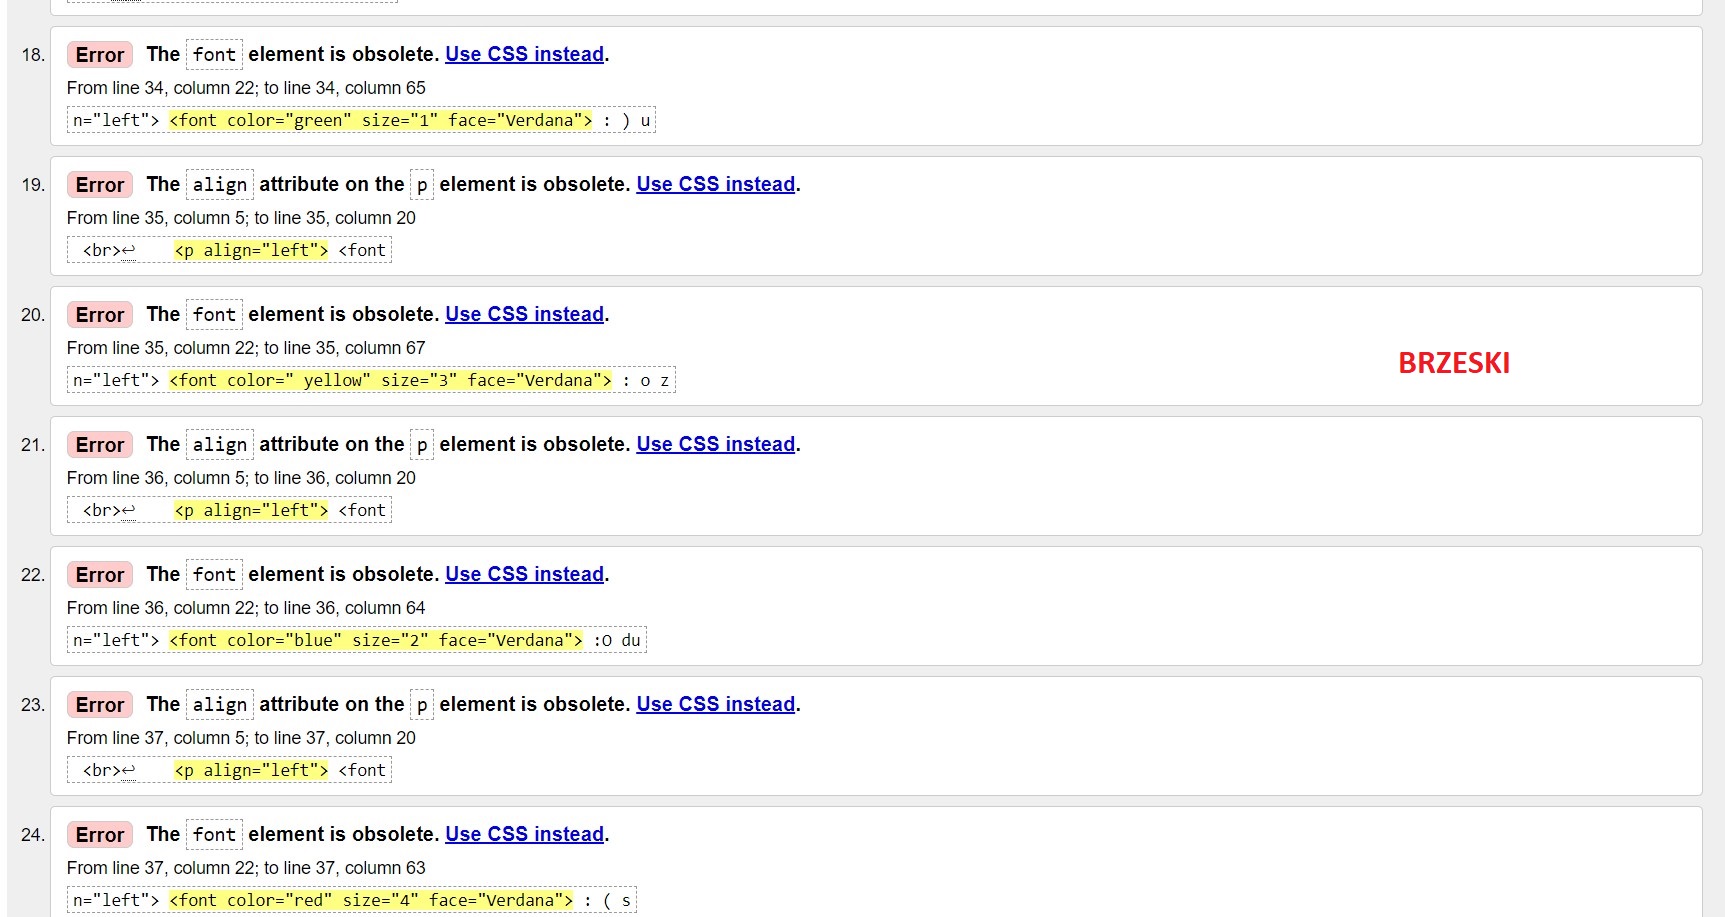 18. Error The font element is obsolete. Use CSS instead.
From line 34, column 22; to line 34, column 65
n="left"> <font color="green" size="1" face="Verdana"> : ) u
19. Error The align attribute on the p element is obsolete. Use CSS instead.
From line 35, column 5; to line 35, column 20
<br>↩ <p align="left"> <font
20. Error The font element is obsolete. Use CSS instead.
From line 35, column 22; to line 35, column 67
BRZESKI
n="left"> <font color=" yellow" size="3" face="Verdana"> : o z
21. Error The align attribute on the p element is obsolete. Use CSS instead.
From line 36, column 5; to line 36, column 20
<br>↩ <p align="left"> <font
22. Error The font element is obsolete. Use CSS instead.
From line 36, column 22; to line 36, column 64
n="left"> <font color="blue" size="2" face="Verdana"> :O du
23. Error The align attribute on the p element is obsolete. Use CSS instead.
From line 37, column 5; to line 37, column 20
<br>↩ <p align="left"> <font
24. Error The font element is obsolete. Use CSS instead.
From line 37, column 22; to line 37, column 63
n="left"> <font color="red" size="4" face="Verdana"> : ( s